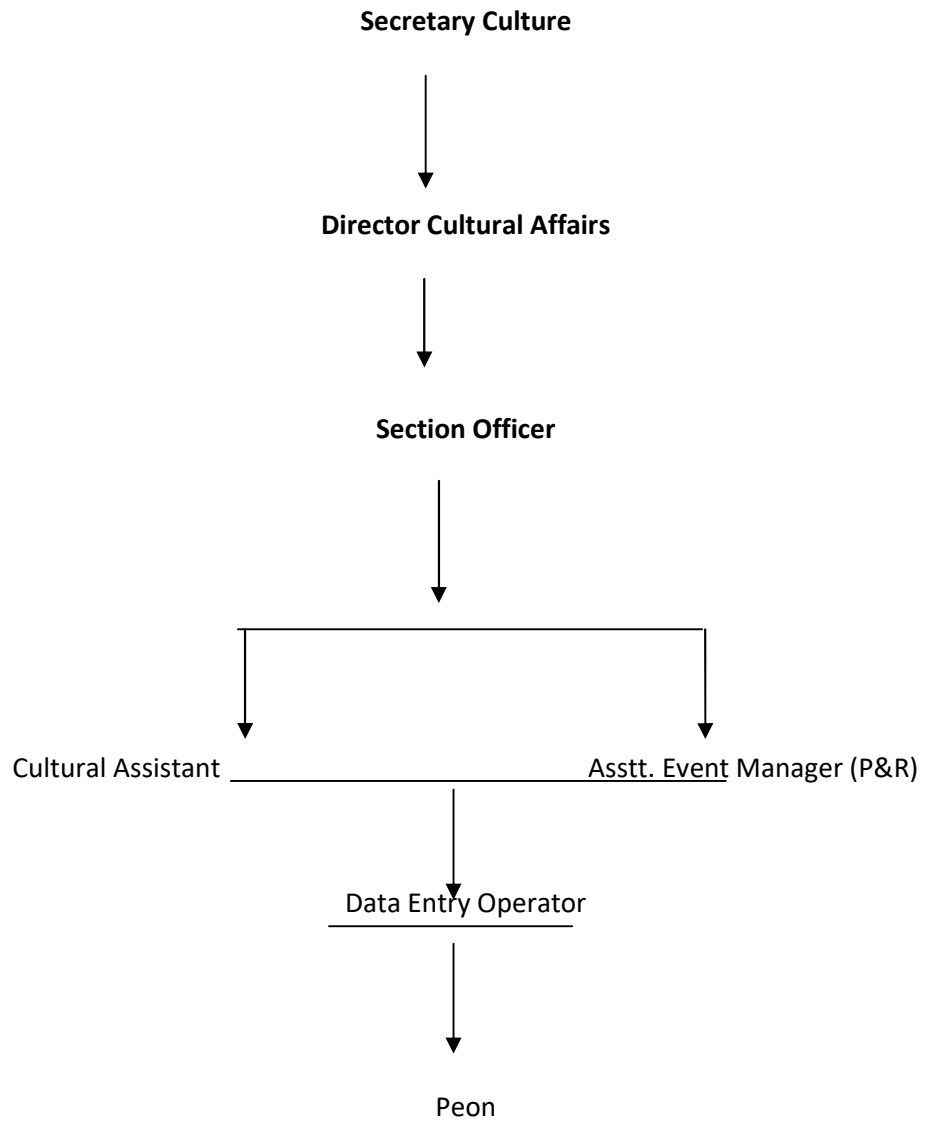 Secretary Culture
Director Cultural Affairs
Section Officer
Cultural Assistant Asstt. Event Manager (P&R)
Data Entry Operator
Peon